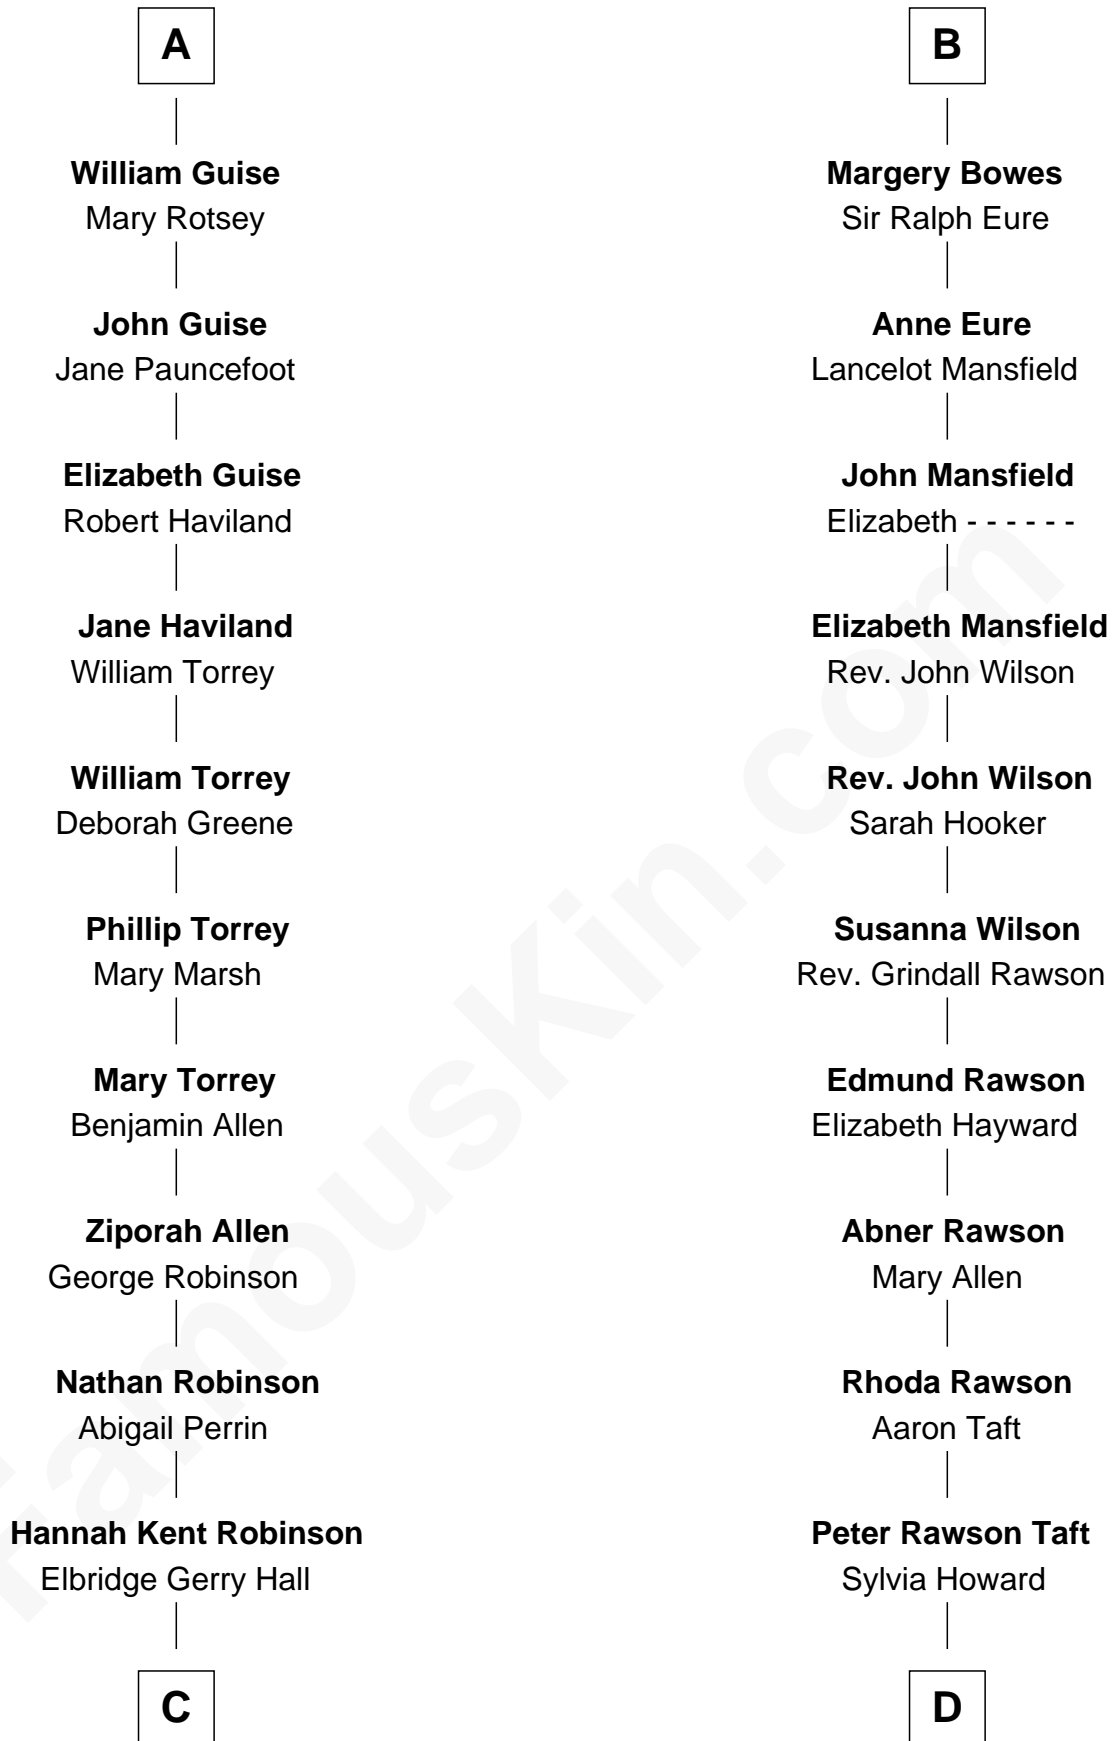 A
William Guise
Mary Rotsey
John Guise
Jane Pauncefoot
Elizabeth Guise
Robert Haviland
Jane Haviland
William Torrey
William Torrey
Deborah Greene
Phillip Torrey
Mary Marsh
Mary Torrey
Benjamin Allen
Ziporah Allen
George Robinson
Nathan Robinson
Abigail Perrin
Hannah Kent Robinson
Elbridge Gerry Hall
C
B
Margery Bowes
Sir Ralph Eure
Anne Eure
Lancelot Mansfield
John Mansfield
Elizabeth - - - - - -
Elizabeth Mansfield
Rev. John Wilson
Rev. John Wilson
Sarah Hooker
Susanna Wilson
Rev. Grindall Rawson
Edmund Rawson
Elizabeth Hayward
Abner Rawson
Mary Allen
Rhoda Rawson
Aaron Taft
Peter Rawson Taft
Sylvia Howard
D
famouskin.com